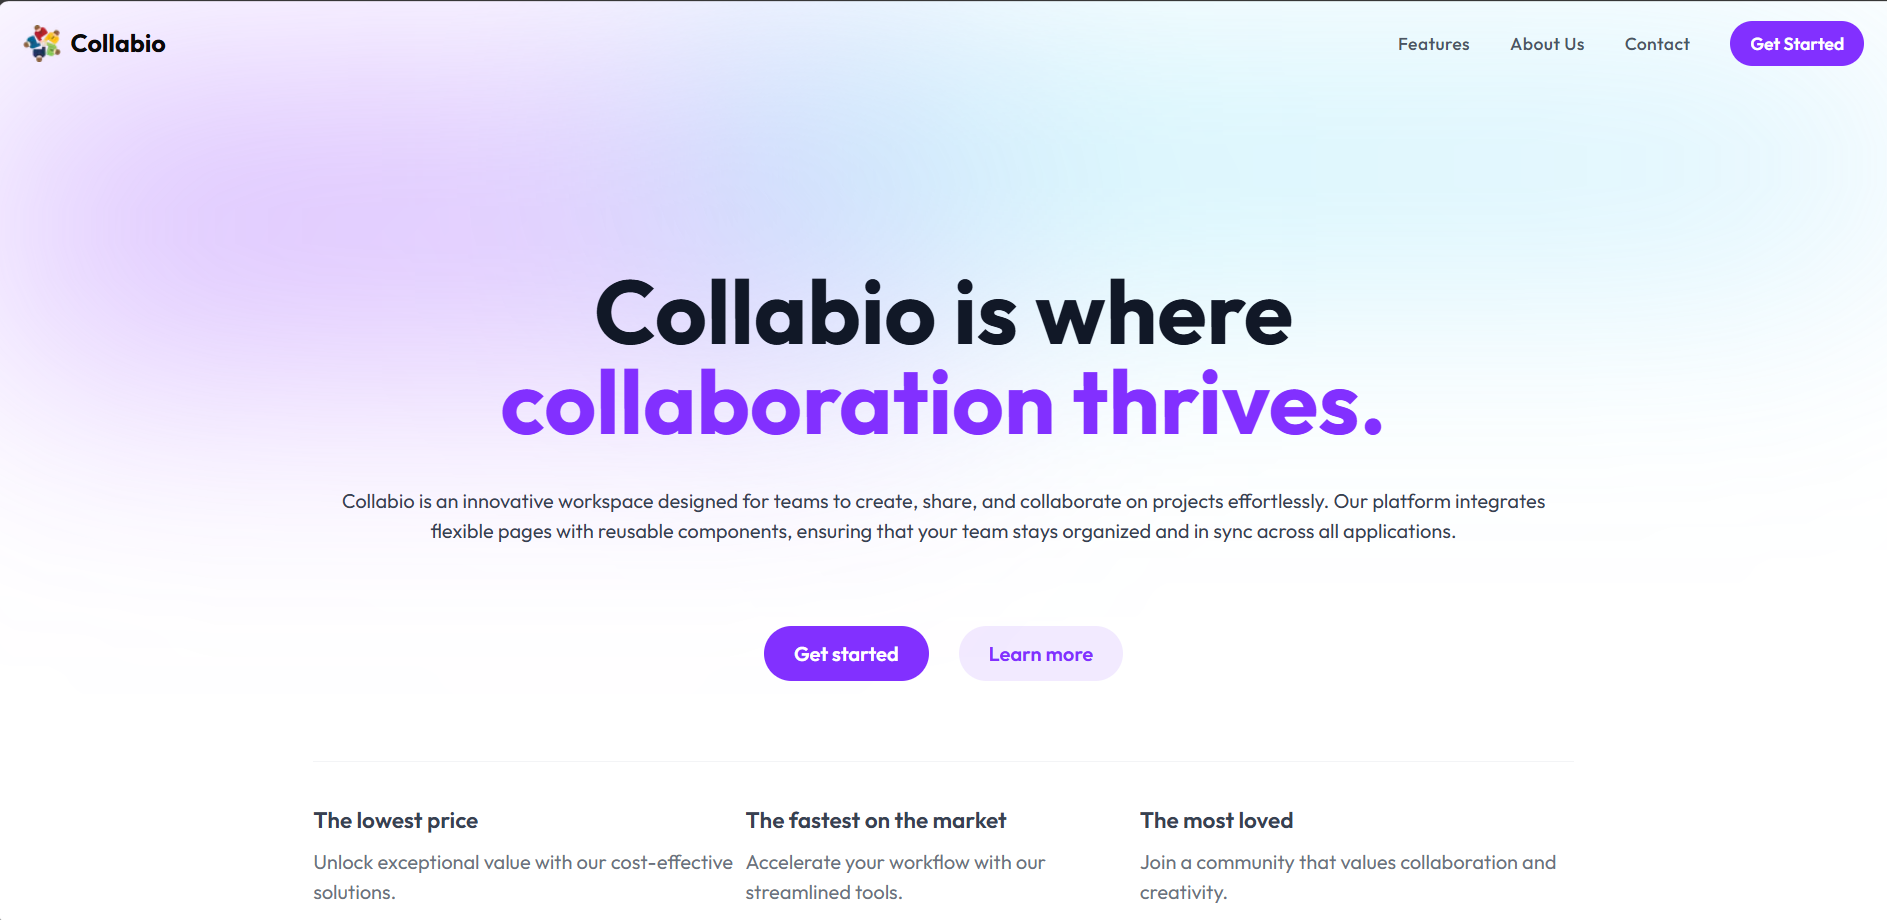 Collabio
Features
About Us
Contact
Get Started
Collabio is where
collaboration thrives.
Collabio is an innovative workspace designed for teams to create, share, and collaborate on projects effortlessly. Our platform integrates
flexible pages with reusable components, ensuring that your team stays organized and in sync across all applications.
Get started
Learn more
The lowest price
Unlock exceptional value with our cost-effective
solutions.
The fastest on the market
Accelerate your workflow with our
streamlined tools.
The most loved
Join a community that values collaboration and
creativity.